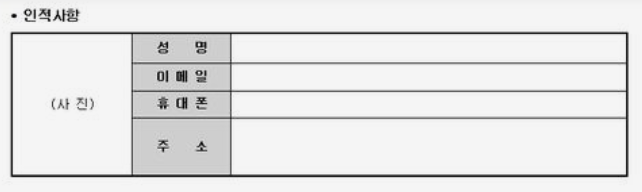 • 인적사항
성 명
이 메 일
(사 진)
휴 대 폰
주 소